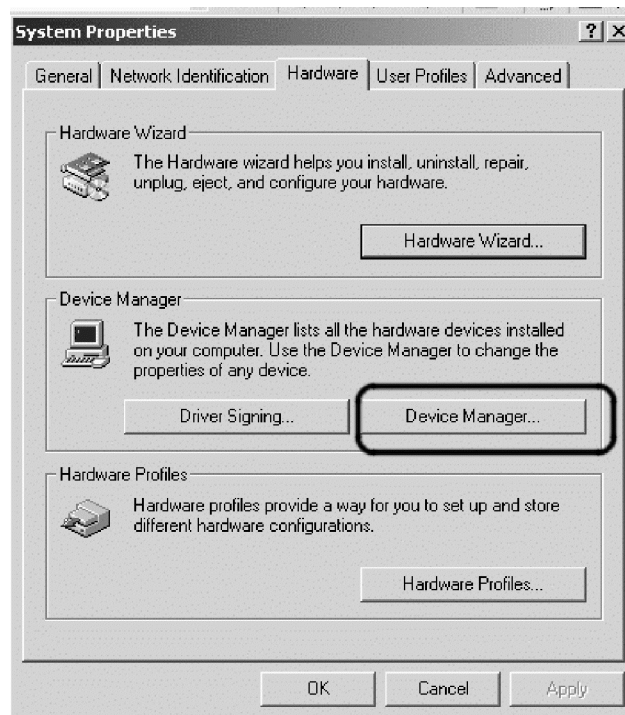 System Properties
General Network Identification Hardware User Profiles Advanced
Hardware Wizard
The Hardware wizard helps you install, uninstall, repair,
unplug, eject, and configure your hardware.
Hardware Wizard...
Device Manager
The Device Manager lists all the hardware devices installed
on your computer. Use the Device Manager to change the
properties of any device.
Driver Signing... Device Manager...
Hardware Profiles
Hardware profiles provide a way for you to set up and store
different hardware configurations.
Hardware Profiles...
OK Cancel Apply